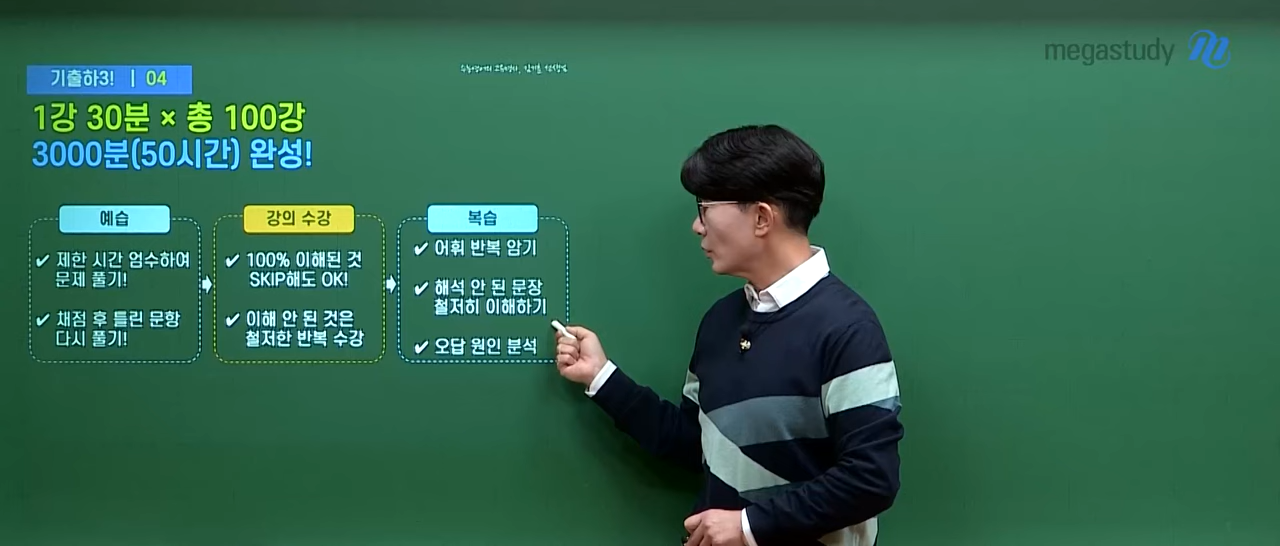 megastudy
기출하3! | 04
1강 30분 × 총 100강
3000분(50시간) 완성!
예습
✔ 제한 시간 엄수하여
문제 풀기!
✔ 채점 후 틀린 문항
다시 풀기!
강의 수강
✔ 100% 이해된 것
SKIP해도 OK!
✔ 이해 안 된 것은
철저한 반복 수강
복습
✔ 어휘 반복 암기
✔ 해석 안 된 문장
철저히 이해하기
✔ 오답 원인 분석